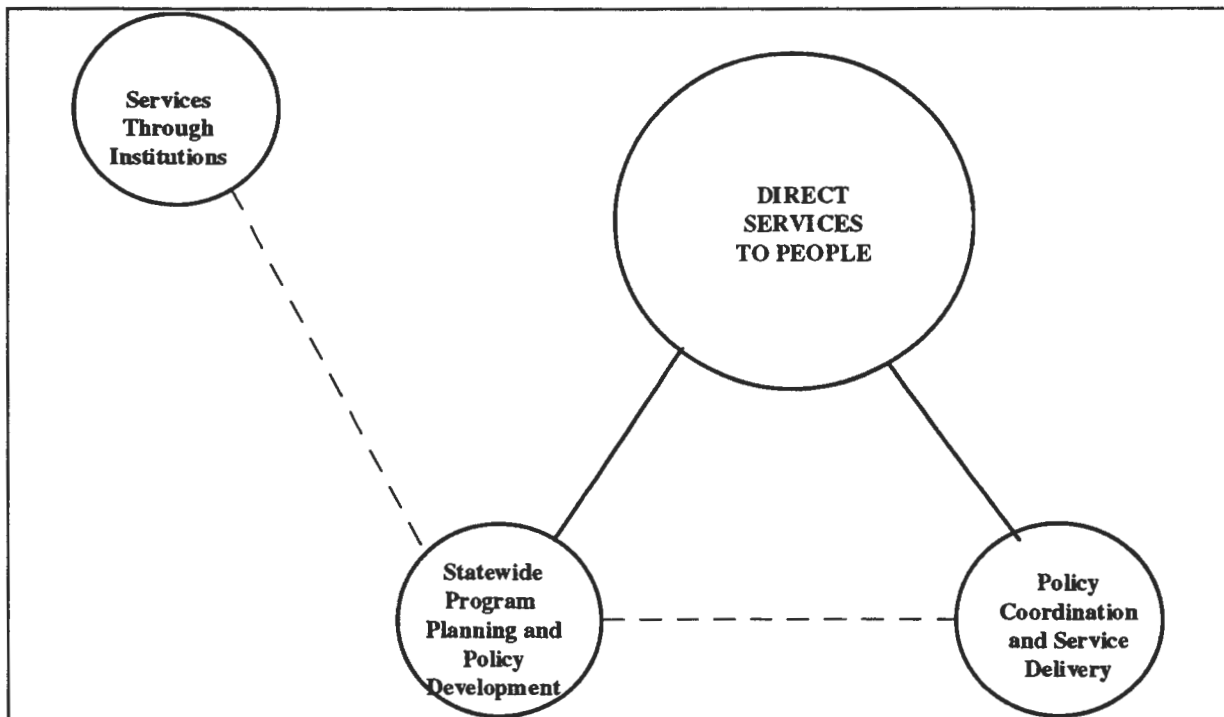 Services
Through
Institutions
DIRECT
SERVICES
TO PEOPLE
Statewide
Program
Planning and
Policy
Development
Policy
Coordination
and Service
Delivery